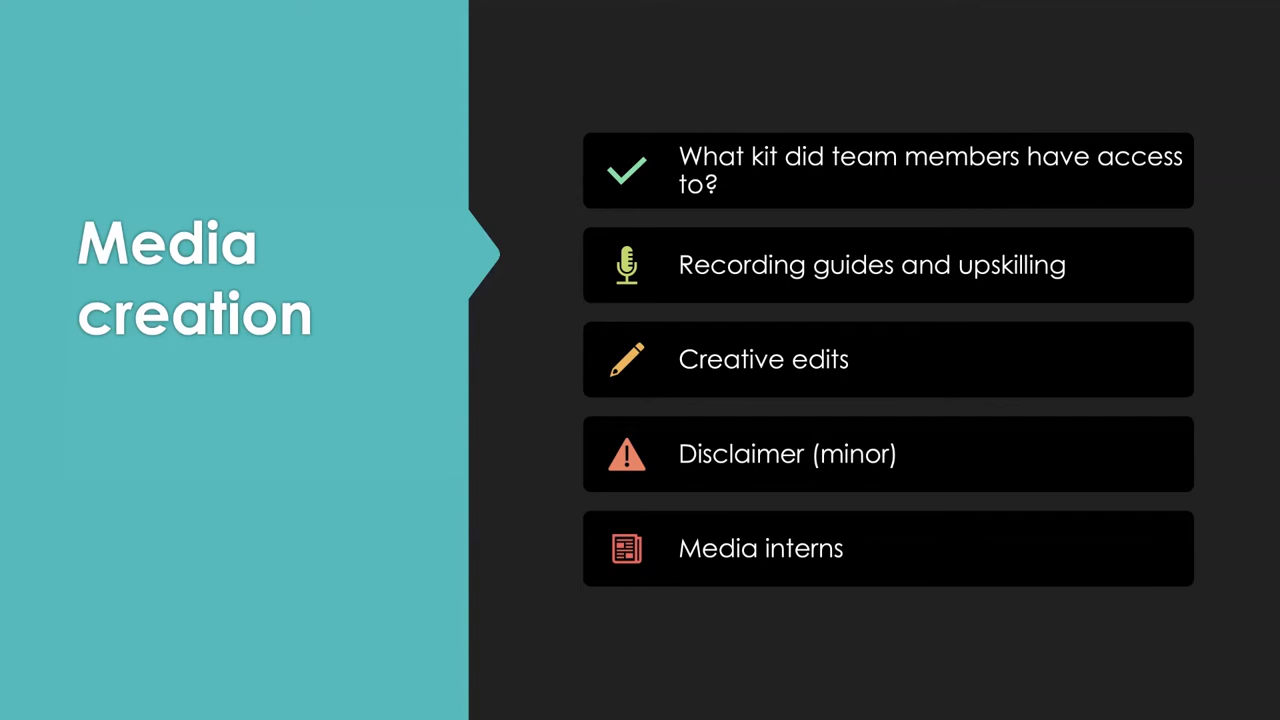 Media
creation
What kit did team members have access
to?
Recording guides and upskilling
Creative edits
Disclaimer (minor)
Media interns